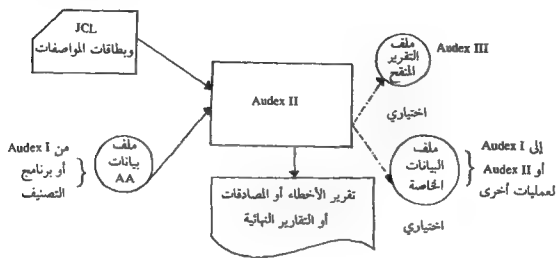 JCL
وبطاقات المواصفات
Audex II
ملف
التقرير
المنقح
Audex III
اختياري
من Audex I
أو برنامج
التصنيف
ملف
بيانات
AA
ملف
البيانات
الخاصة
إلى Audex I
أو Audex II
لعمليات أخرى
تقرير الأخطاء أو المصادقات
أو التقارير النهائية
اختياري